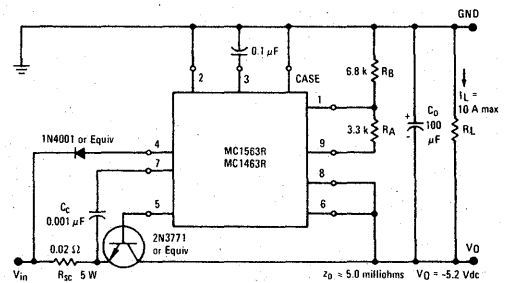 GND
0.1 µF
2
3
CASE
6.8 k
RB
1
3.3 k
RA
9
IL =
10 A max
+
CO
100
µF
-
RL
1N4001 or Equiv
4
7
MC1563R
MC1463R
8
6
CC
0.001 µF
5
2N3771
or Equiv
0.02 Ω
Vin
RSC 5 W
zo = 5.0 milliohms
VO = -5.2 Vdc
VO